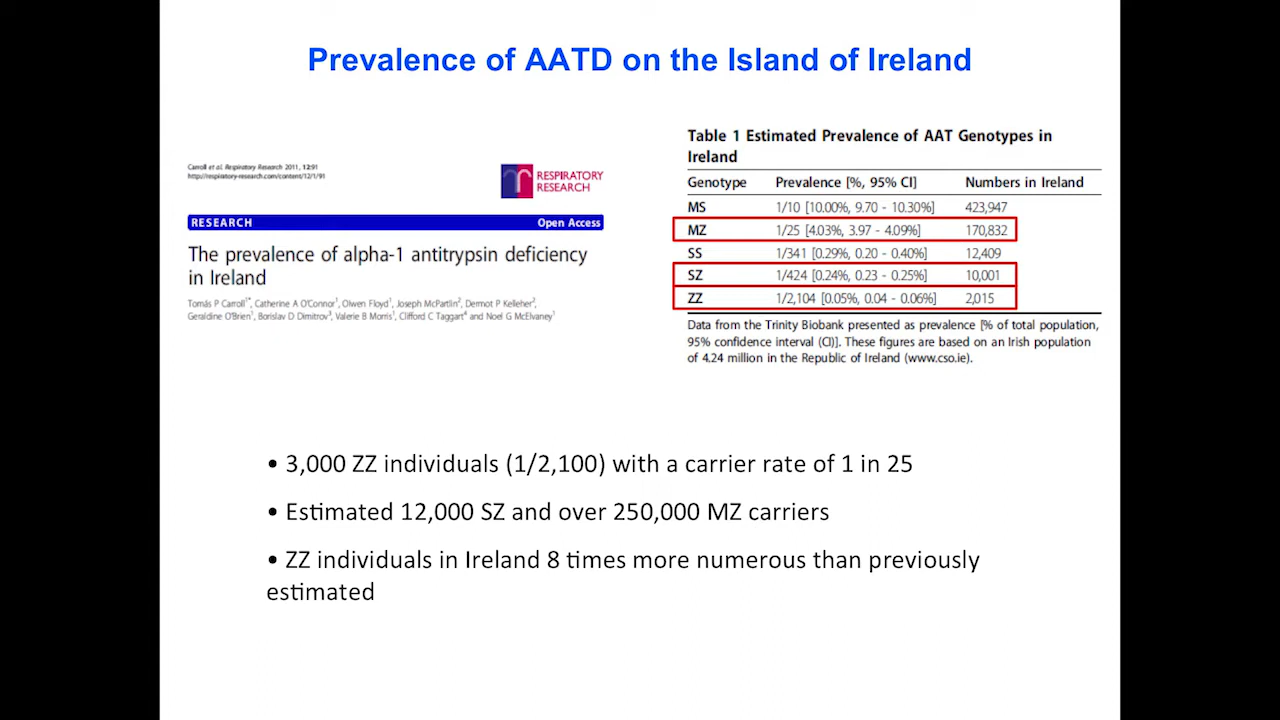 Prevalence of AATD on the Island of Ireland
Carroll et al. Respiratory Research 2011, 12:91
http://respiratory-research.com/content/12/1/91
RESPIRATORY
RESEARCH
RESEARCH
Open Access
The prevalence of alpha-1 antitrypsin deficiency
in Ireland
Tomás P Carroll1*, Catherine A O'Connor1, Olwen Floyd1, Joseph McPartlin2, Dermot P Kelleher2,
Geraldine O'Brien1, Borislav D Dimitrov3, Valerie B Morris1, Clifford C Taggart4 and Noel G McElvaney1
Table 1 Estimated Prevalence of AAT Genotypes in
Ireland
Genotype Prevalence [%, 95% CI] Numbers in Ireland
MS 1/10 [10.00%, 9.70 - 10.30%] 423,947
MZ 1/25 [4.03%, 3.97 - 4.09%] 170,832
SS 1/341 [0.29%, 0.20 - 0.40%] 12,409
SZ 1/424 [0.24%, 0.23 - 0.25%] 10,001
ZZ 1/2,104 [0.05%, 0.04 - 0.06%] 2,015
Data from the Trinity Biobank presented as prevalence [% of total population,
95% confidence interval (CI)]. These figures are based on an Irish population
of 4.24 million in the Republic of Ireland (www.cso.ie).
• 3,000 ZZ individuals (1/2,100) with a carrier rate of 1 in 25
• Estimated 12,000 SZ and over 250,000 MZ carriers
• ZZ individuals in Ireland 8 times more numerous than previously
estimated